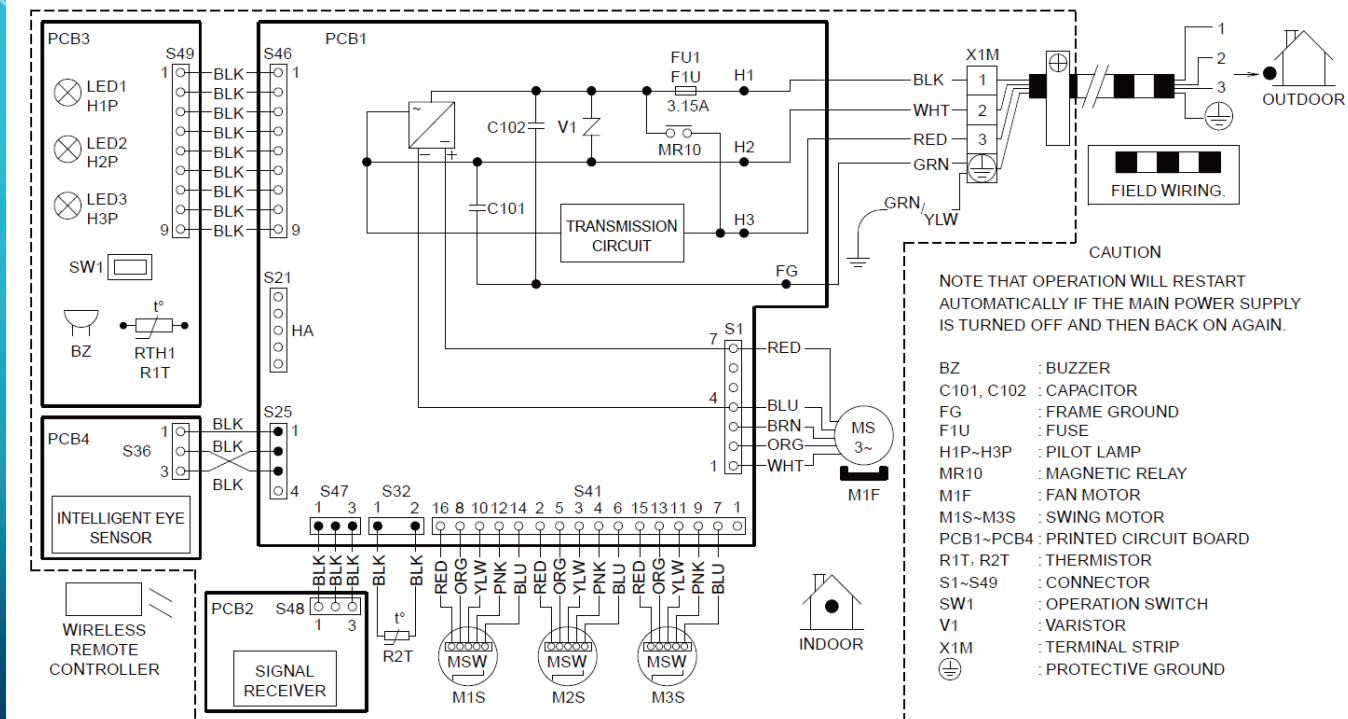 PCB3
S49
1
9
LED1
H1P
LED2
H2P
LED3
H3P
SW1
BZ
t°
RTH1
R1T
BLK
BLK
BLK
BLK
BLK
BLK
BLK
BLK
BLK
PCB1
S46
1
9
S21
HA
~
−
− +
C102
C101
V1
FU1
F1U
3.15A
MR10
H1
H2
H3
FG
TRANSMISSION
CIRCUIT
BLK
WHT
RED
GRN
GRN/
YLW
X1M
1
2
3
1
2
3
OUTDOOR
FIELD WIRING.
PCB4
S36
1
3
INTELLIGENT EYE
SENSOR
BLK
BLK
BLK
S25
1
4
S1
7
4
1
RED
BLU
BRN
ORG
WHT
MS
3~
M1F
S47
1 3
S32
1 2
S41
16 8 10 12 14 2 5 3 4 6 15 13 11 9 7 1
BLK
BLK
BLK
BLK
BLK
RED
ORG
YLW
PNK
BLU
RED
ORG
YLW
PNK
BLU
RED
ORG
YLW
PNK
BLU
WIRELESS
REMOTE
CONTROLLER
PCB2
S48
1 3
SIGNAL
RECEIVER
t°
R2T
MSW
M1S
MSW
M2S
MSW
M3S
INDOOR
CAUTION
NOTE THAT OPERATION WILL RESTART
AUTOMATICALLY IF THE MAIN POWER SUPPLY
IS TURNED OFF AND THEN BACK ON AGAIN.
BZ : BUZZER
C101, C102 : CAPACITOR
FG : FRAME GROUND
F1U : FUSE
H1P~H3P : PILOT LAMP
MR10 : MAGNETIC RELAY
M1F : FAN MOTOR
M1S~M3S : SWING MOTOR
PCB1~PCB4 : PRINTED CIRCUIT BOARD
R1T, R2T : THERMISTOR
S1~S49 : CONNECTOR
SW1 : OPERATION SWITCH
V1 : VARISTOR
X1M : TERMINAL STRIP
: PROTECTIVE GROUND